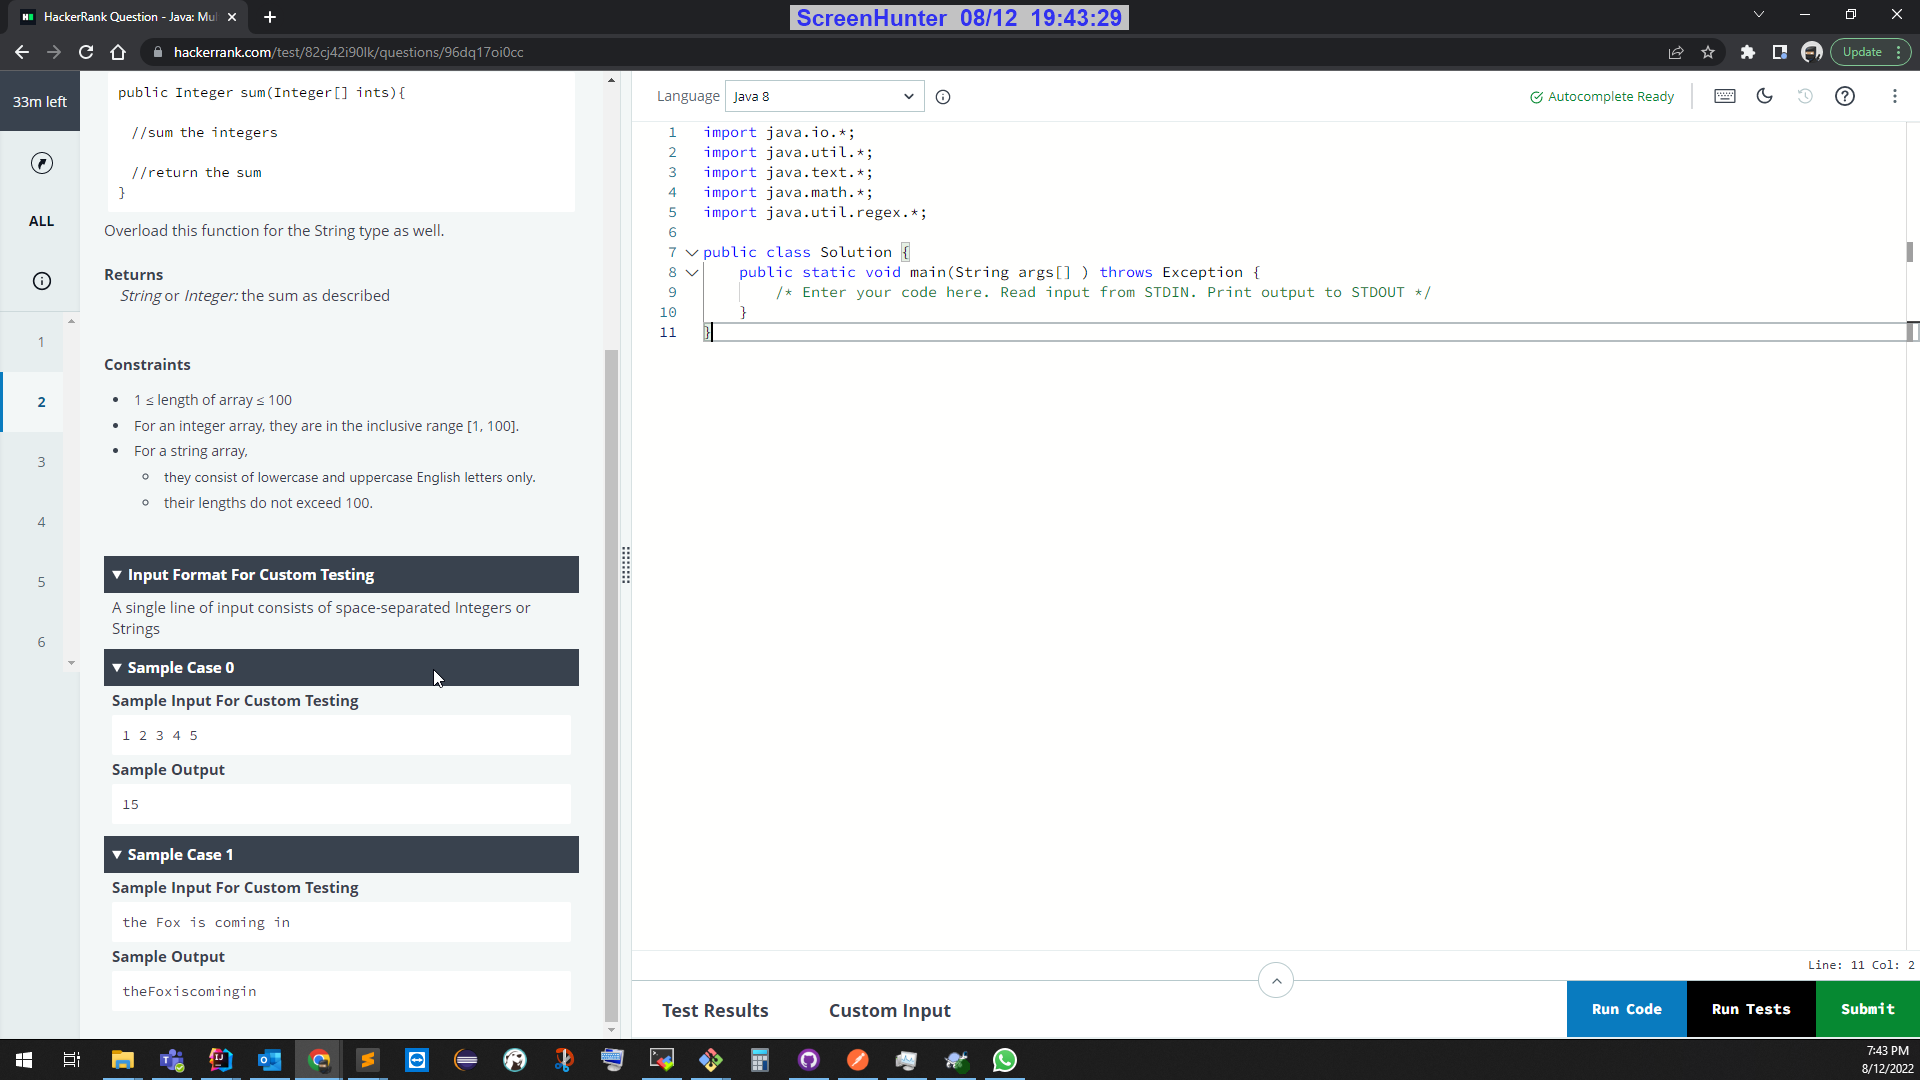 HackerRank Question - Java: Mul
ScreenHunter 08/12 19:43:29
hackerrank.com/test/82cj42i90lk/questions/96dq17oi0cc
Update
33m left
ALL
1
2
3
4
5
6
public Integer sum(Integer[] ints){
//sum the integers
//return the sum
}
Overload this function for the String type as well.
Returns
String or Integer: the sum as described
Constraints
1 ≤ length of array ≤ 100
For an integer array, they are in the inclusive range [1, 100].
For a string array,
they consist of lowercase and uppercase English letters only.
their lengths do not exceed 100.
Input Format For Custom Testing
A single line of input consists of space-separated Integers or
Strings
Sample Case 0
Sample Input For Custom Testing
1 2 3 4 5
Sample Output
15
Sample Case 1
Sample Input For Custom Testing
the Fox is coming in
Sample Output
theFoxiscomingin
Language Java 8
Autocomplete Ready
1 import java.io.*;
2 import java.util.*;
3 import java.text.*;
4 import java.math.*;
5 import java.util.regex.*;
6
7 public class Solution {
8 public static void main(String args[] ) throws Exception {
9 /* Enter your code here. Read input from STDIN. Print output to STDOUT */
10 }
11 }
Line: 11 Col: 2
Test Results
Custom Input
Run Code
Run Tests
Submit
7:43 PM
8/12/2022